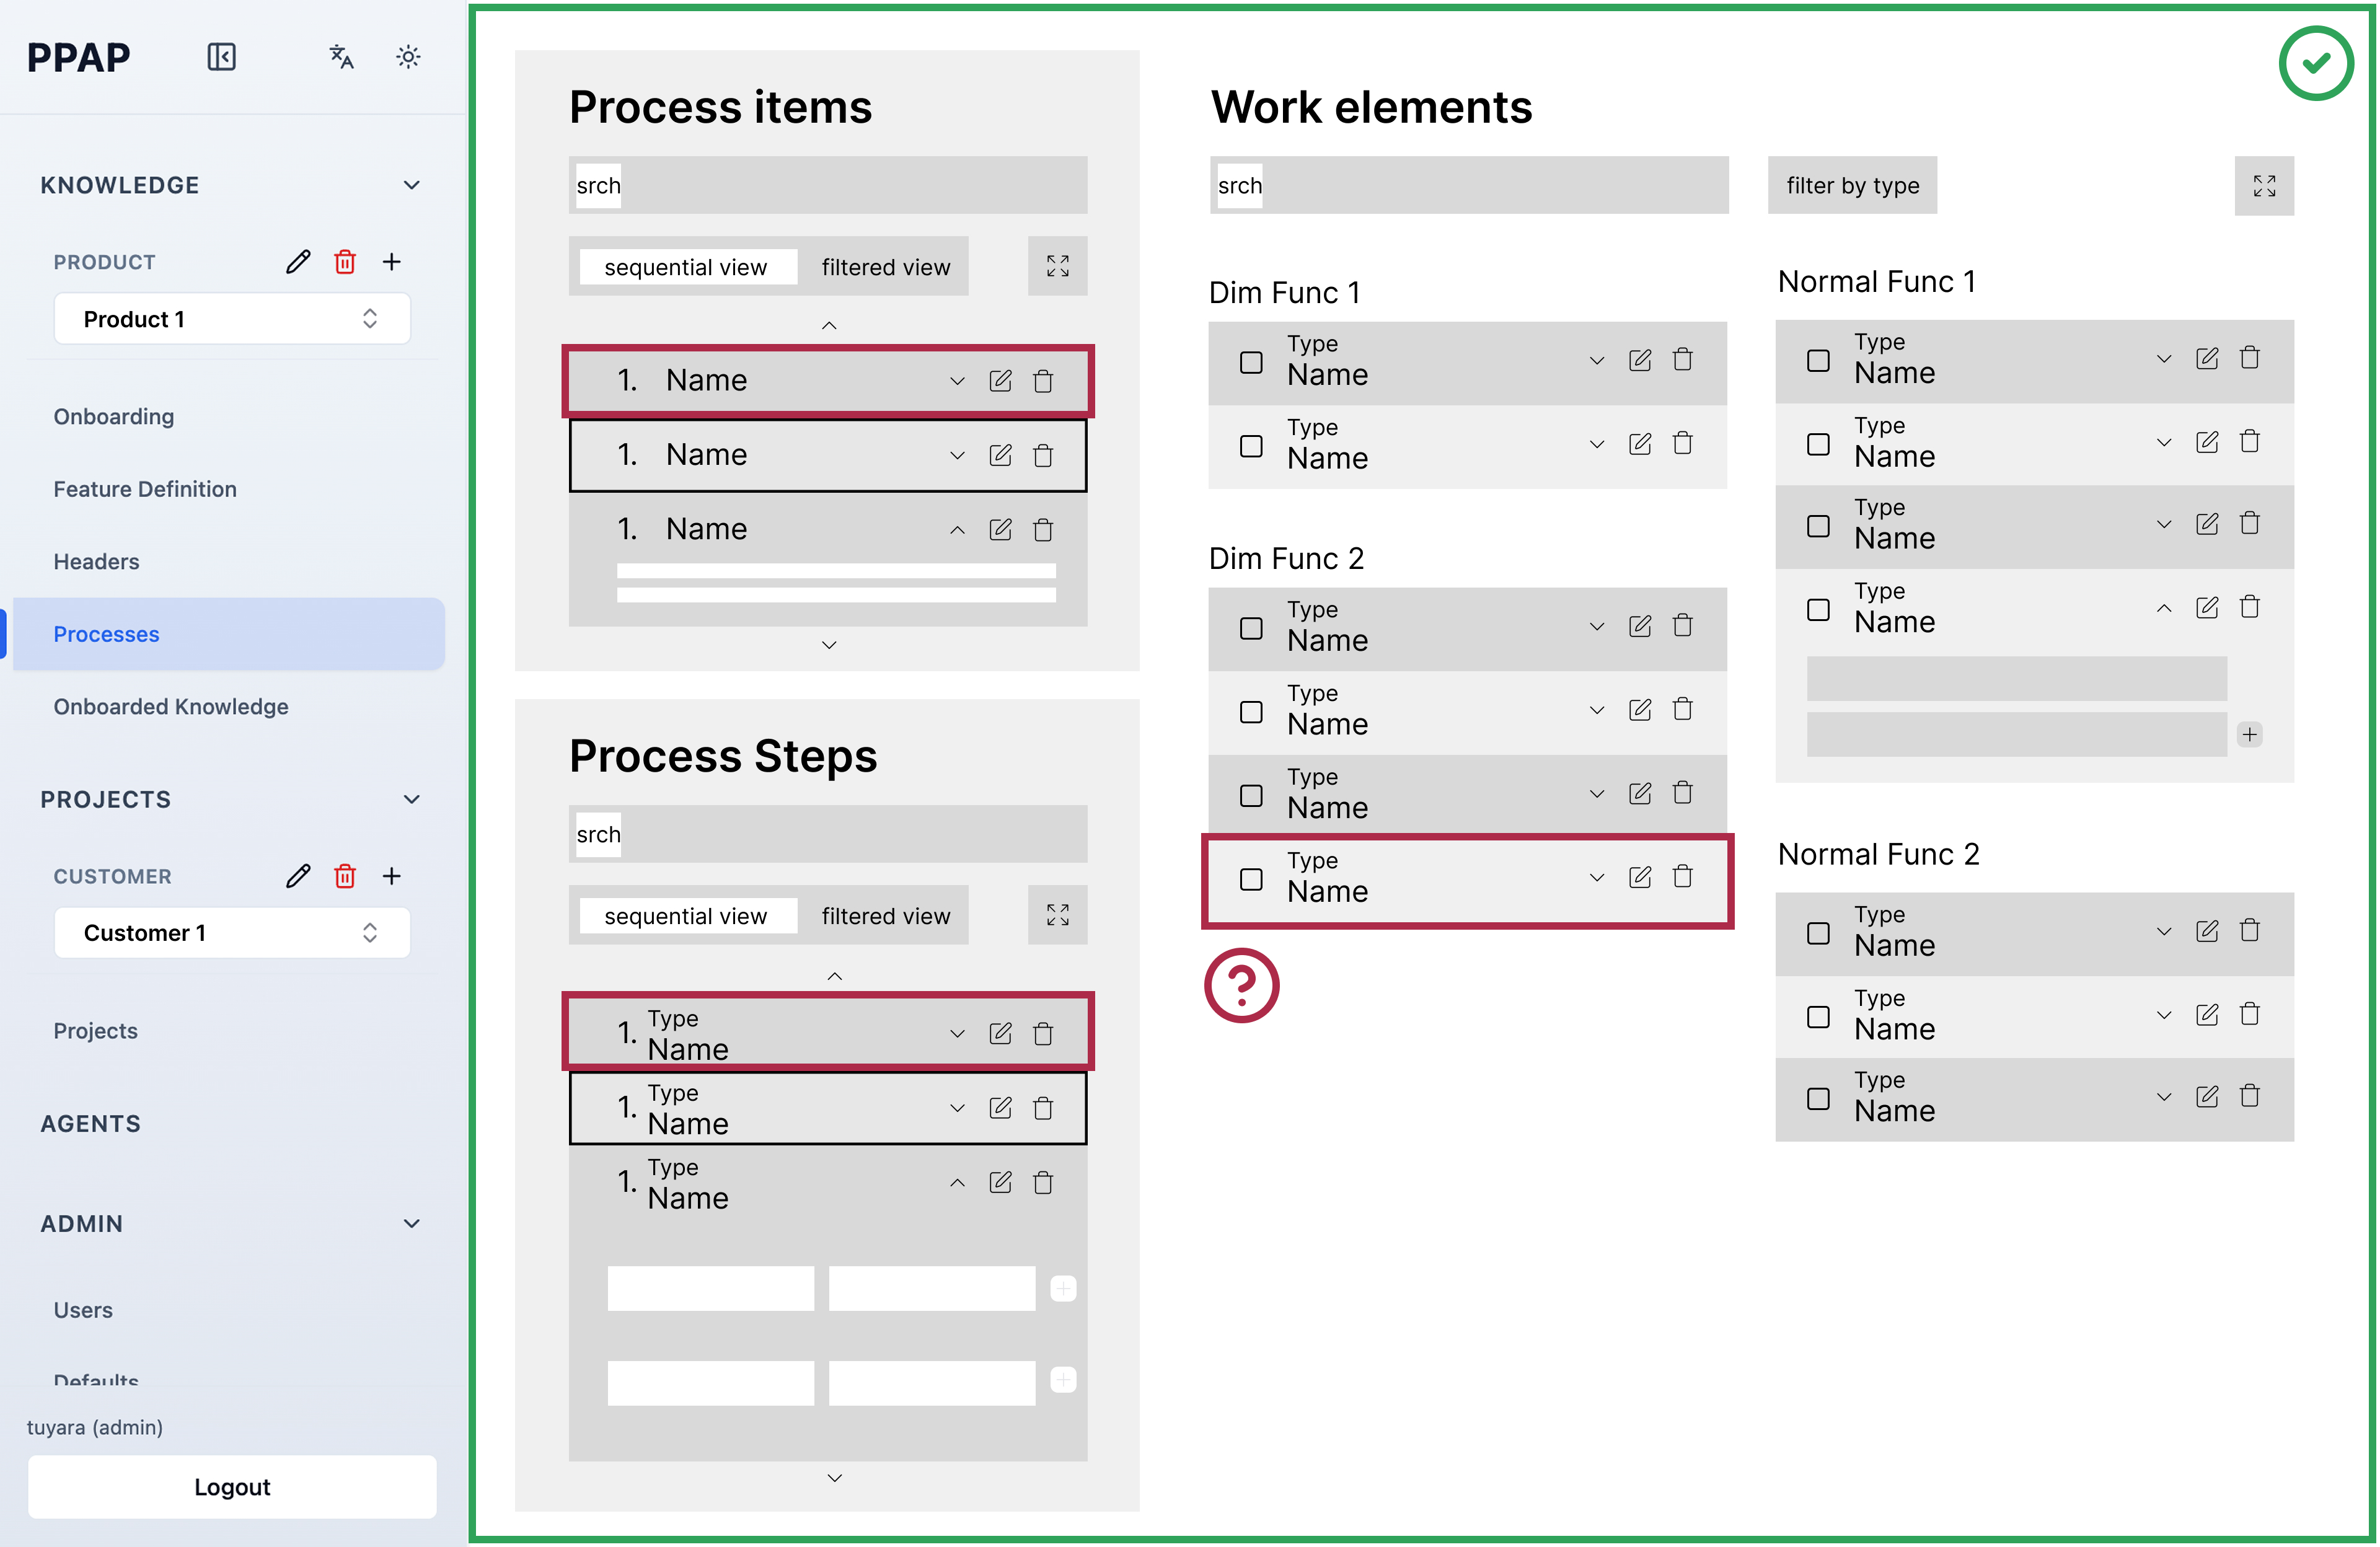 PPAP
KNOWLEDGE
PRODUCT
Product 1
Onboarding
Feature Definition
Headers
Processes
Onboarded Knowledge
PROJECTS
CUSTOMER
Customer 1
Projects
AGENTS
ADMIN
Users
Defaults
tuyara (admin)
Logout
Process items
srch
sequential view filtered view
1. Name
1. Name
1. Name
Process Steps
srch
sequential view filtered view
1. Type
Name
1. Type
Name
1. Type
Name
Work elements
srch
filter by type
Dim Func 1
Type
Name
Type
Name
Dim Func 2
Type
Name
Type
Name
Type
Name
Type
Name
?
Normal Func 1
Type
Name
Type
Name
Type
Name
Type
Name
Normal Func 2
Type
Name
Type
Name
Type
Name